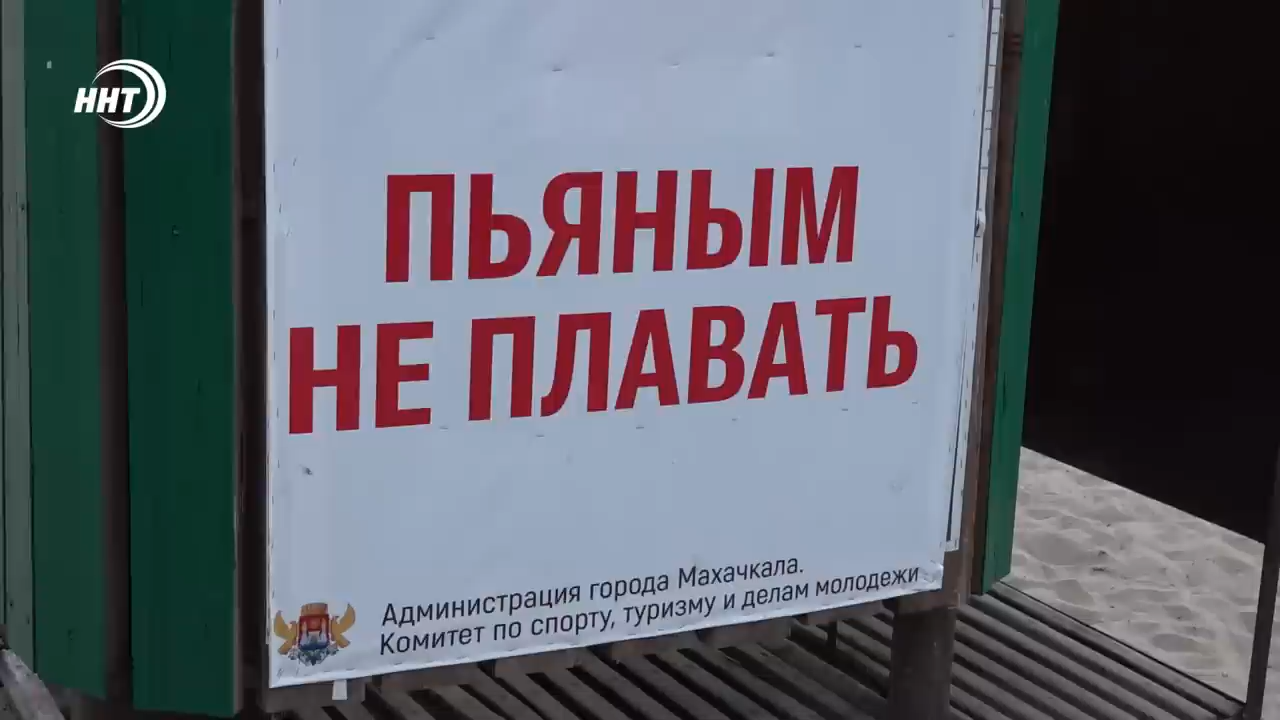 ННТ
ПЬЯНЫМ
НЕ ПЛАВАТЬ
Администрация города Махачкала.
Комитет по спорту, туризму и делам молодежи